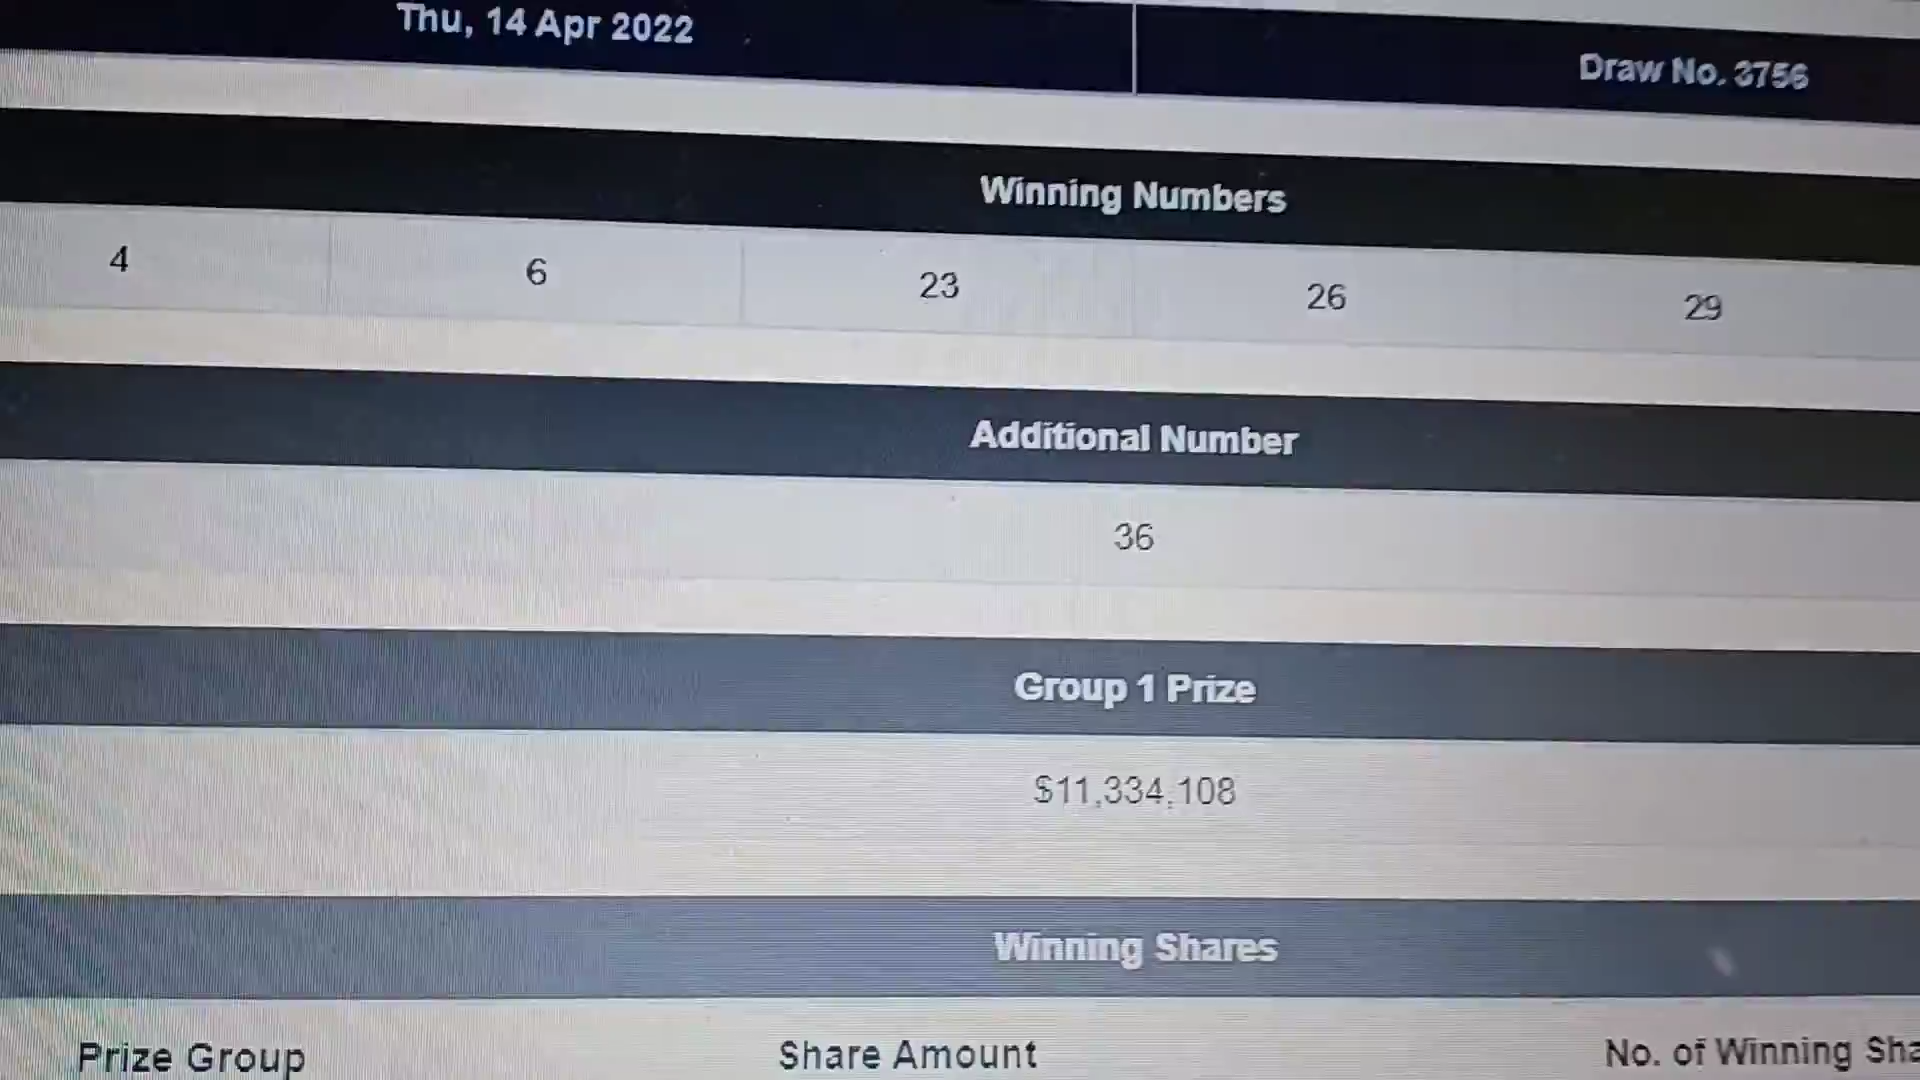 Thu, 14 Apr 2022
Draw No. 3756
Winning Numbers
4 6 23 26 29
Additional Number
36
Group 1 Prize
$11,334,108
Winning Shares
Prize Group Share Amount No. of Winning Sha